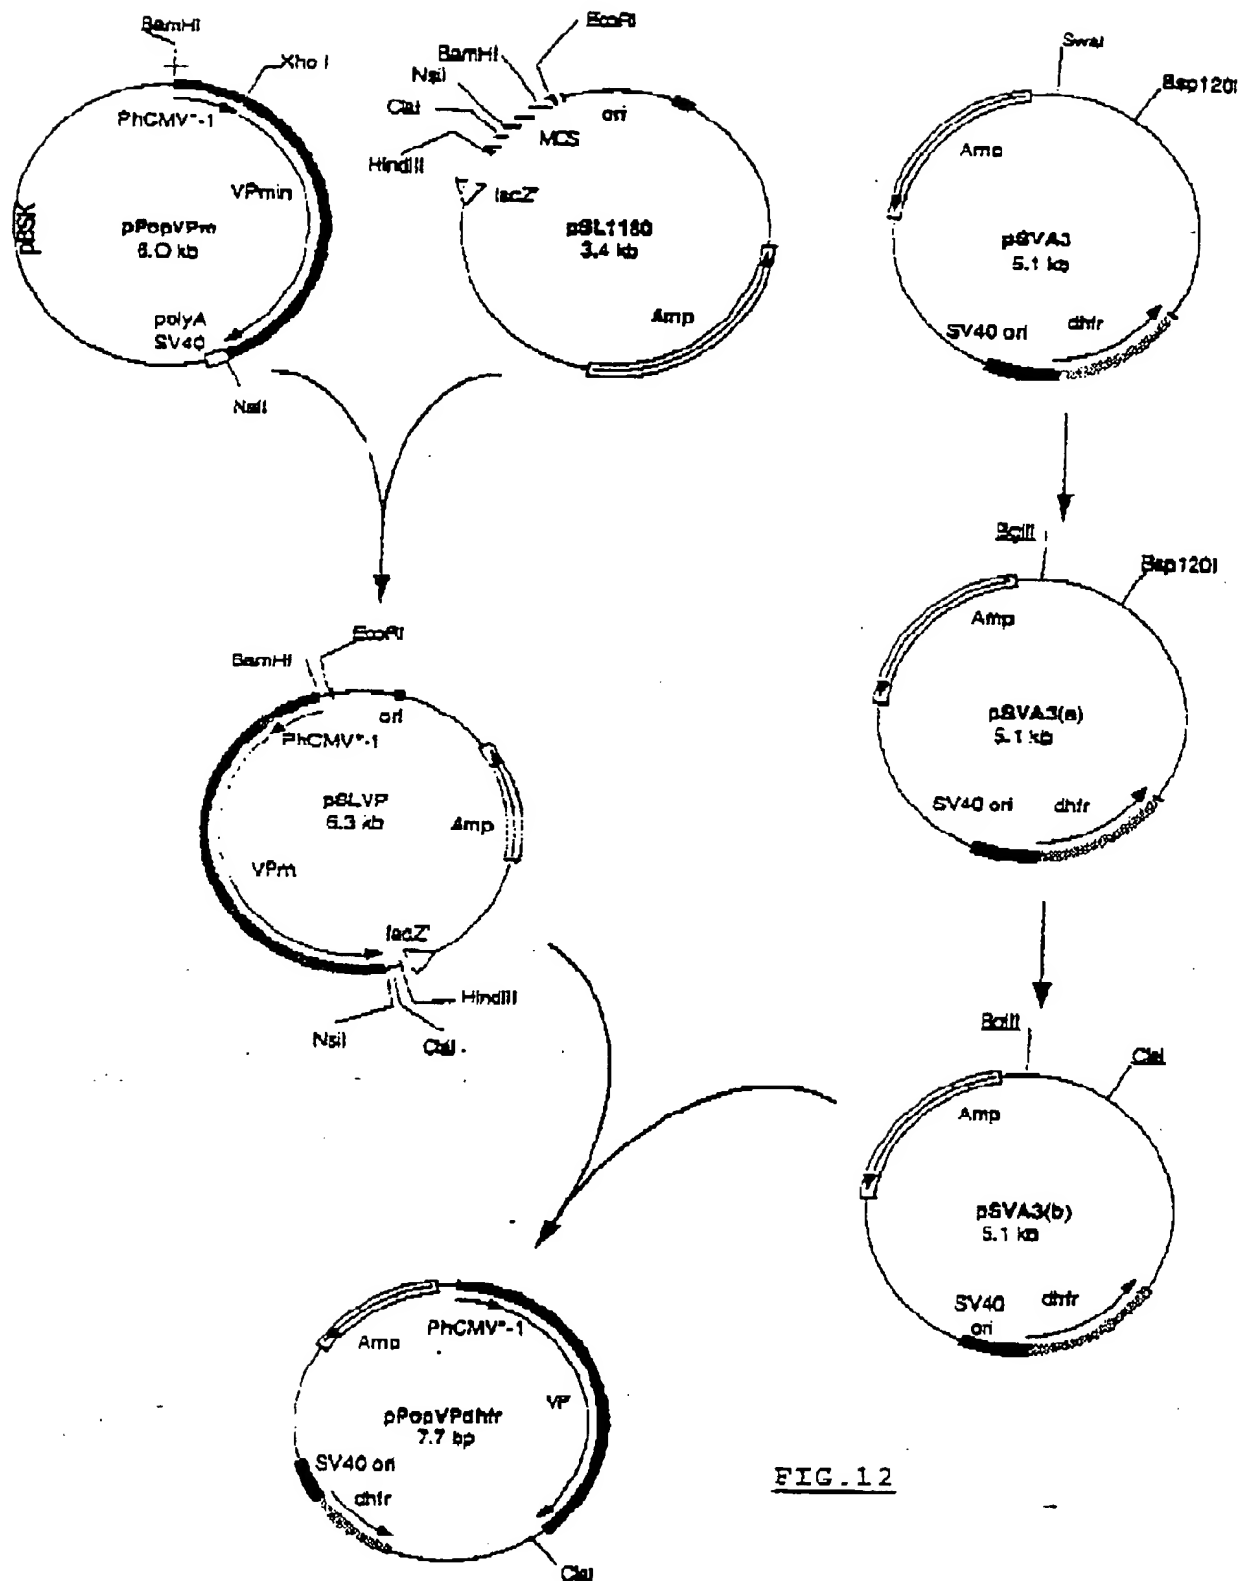 BamHI
Xho I
PhCMV*-1
VPmin
pBSK
pPopVPm
6.0 kb
polyA
SV40
NsiI
EcoRI
BamHI
NsiI
ClaI
HindIII
MCS
ori
lacZ'
pSL1180
3.4 kb
Amp
SwaI
Bsp120I
Amp
pSVA3
5.1 kb
SV40 ori
dhfr
BglII
Bsp120I
Amp
pSVA3(a)
5.1 kb
SV40 ori
dhfr
EcoRI
BamHI
ori
PhCMV*-1
pSLVP
6.3 kb
Amp
VPm
lacZ'
HindIII
NsiI
ClaI
BglII
ClaI
Amp
pSVA3(b)
5.1 kb
SV40
ori
dhfr
PhCMV*-1
Amp
VP
pPopVPdhfr
7.7 bp
SV40 ori
dhfr
ClaI
FIG.12